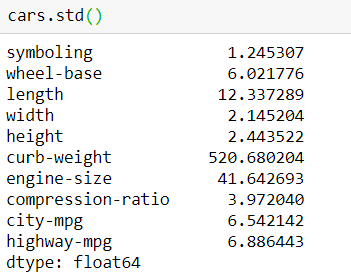 cars.std()
symboling 1.245307
wheel-base 6.021776
length 12.337289
width 2.145204
height 2.443522
curb-weight 520.680204
engine-size 41.642693
compression-ratio 3.972040
city-mpg 6.542142
highway-mpg 6.886443
dtype: float64